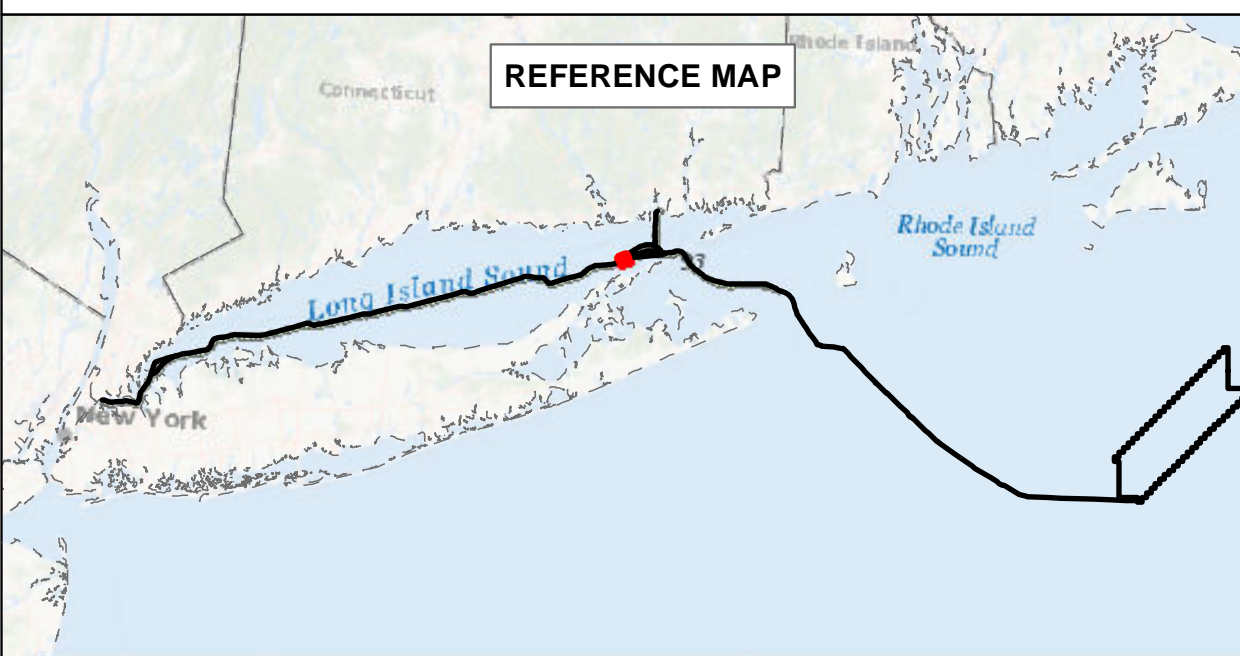 Rhode Island
REFERENCE MAP
Connecticut
Rhode Island
Sound
Long Island Sound
New York